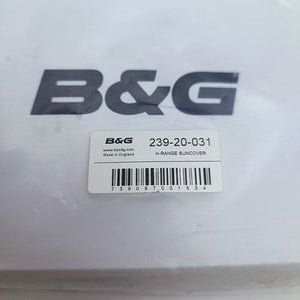 B&G
B&G 239-20-031
www.bandg.com
Made in England H-RANGE SUNCOVER